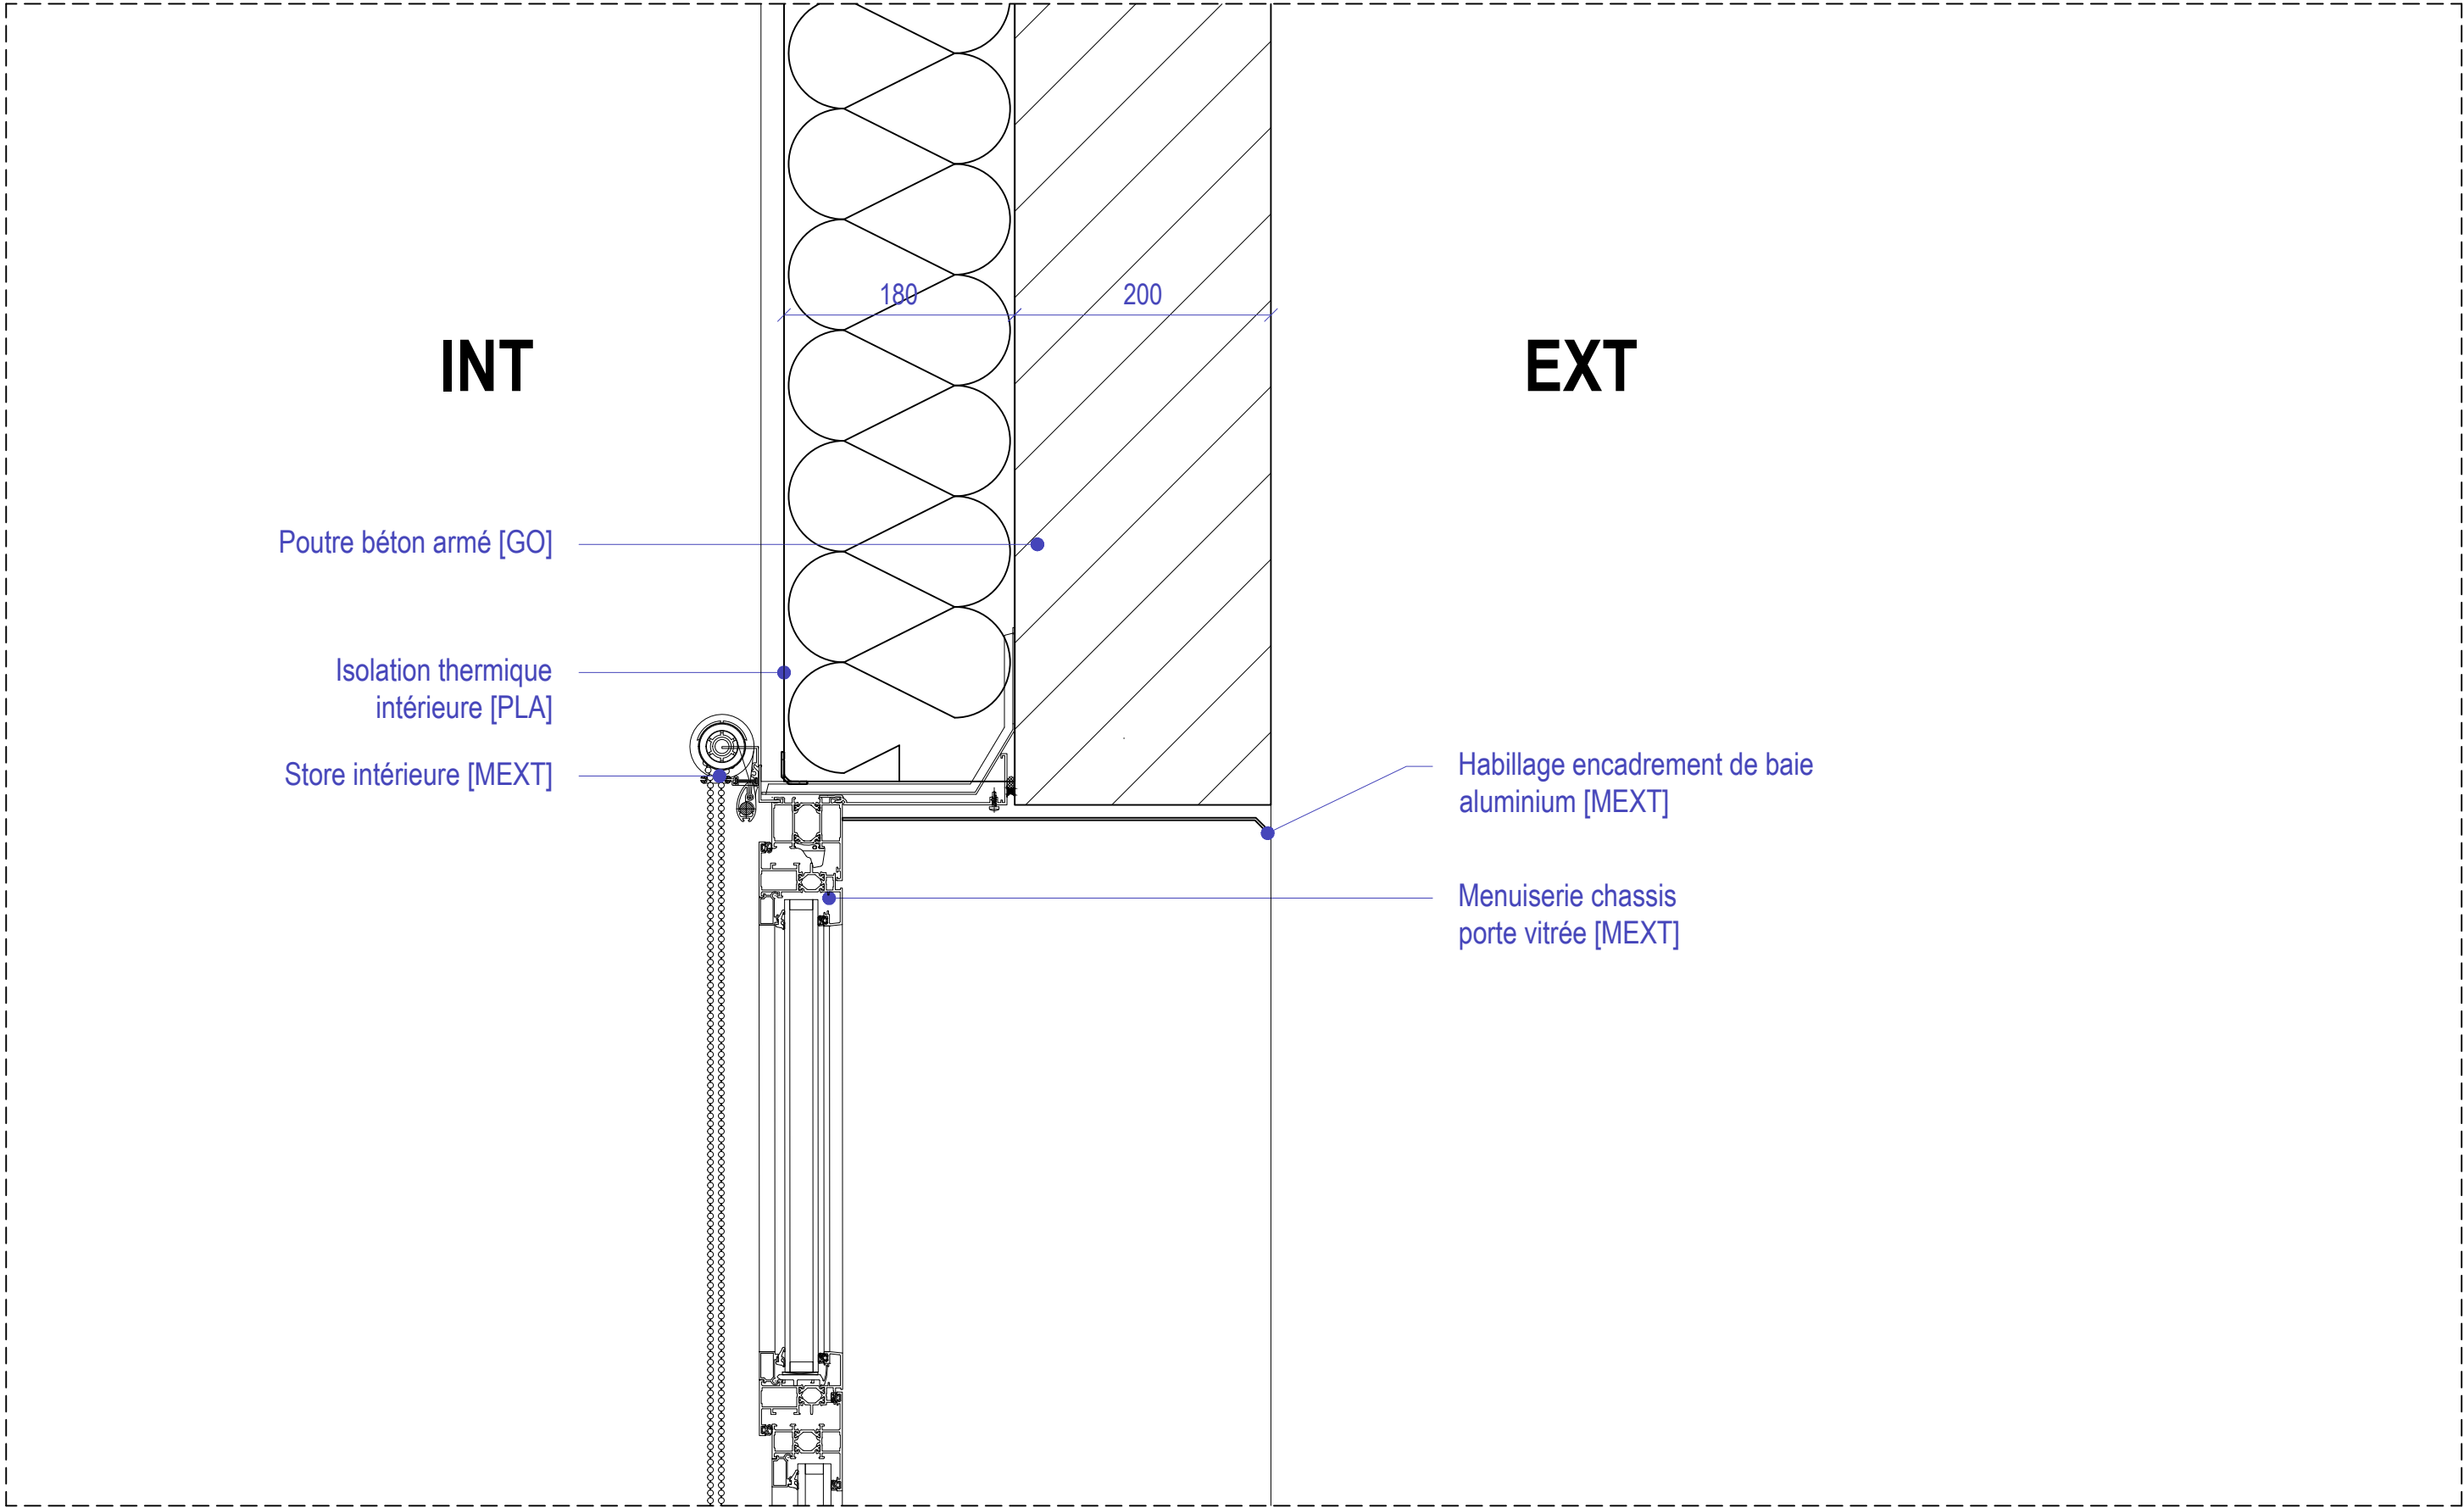 180
200
INT
EXT
Poutre béton armé [GO]
Isolation thermique
intérieure [PLA]
Store intérieure [MEXT]
Habillage encadrement de baie
aluminium [MEXT]
Menuiserie chassis
porte vitrée [MEXT]